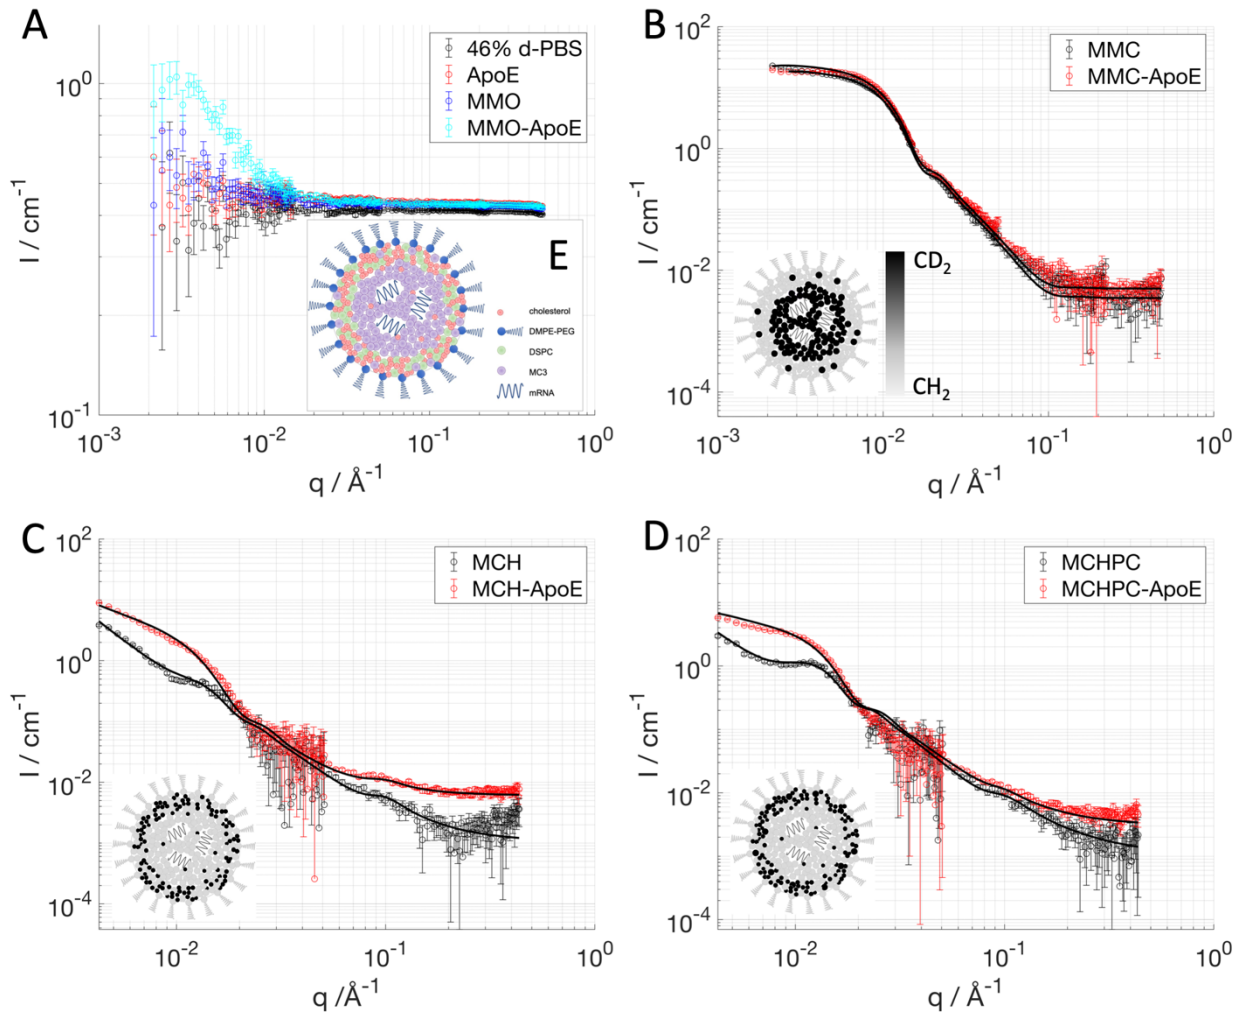 A
10⁰
10⁻¹
I / cm⁻¹
46% d-PBS
ApoE
MMO
MMO-ApoE
E
cholesterol
DMPE-PEG
DSPC
MC3
mRNA
10⁻³
10⁻²
10⁻¹
10⁰
q / Å⁻¹
B
10²
10⁰
10⁻²
10⁻⁴
I / cm⁻¹
MMC
MMC-ApoE
CD₂
CH₂
10⁻³
10⁻²
10⁻¹
10⁰
q / Å⁻¹
C
10²
10⁰
10⁻²
10⁻⁴
I / cm⁻¹
MCH
MCH-ApoE
10⁻²
10⁻¹
10⁰
q /Å⁻¹
D
10²
10⁰
10⁻²
10⁻⁴
I / cm⁻¹
MCHPC
MCHPC-ApoE
10⁻²
10⁻¹
10⁰
q /Å⁻¹